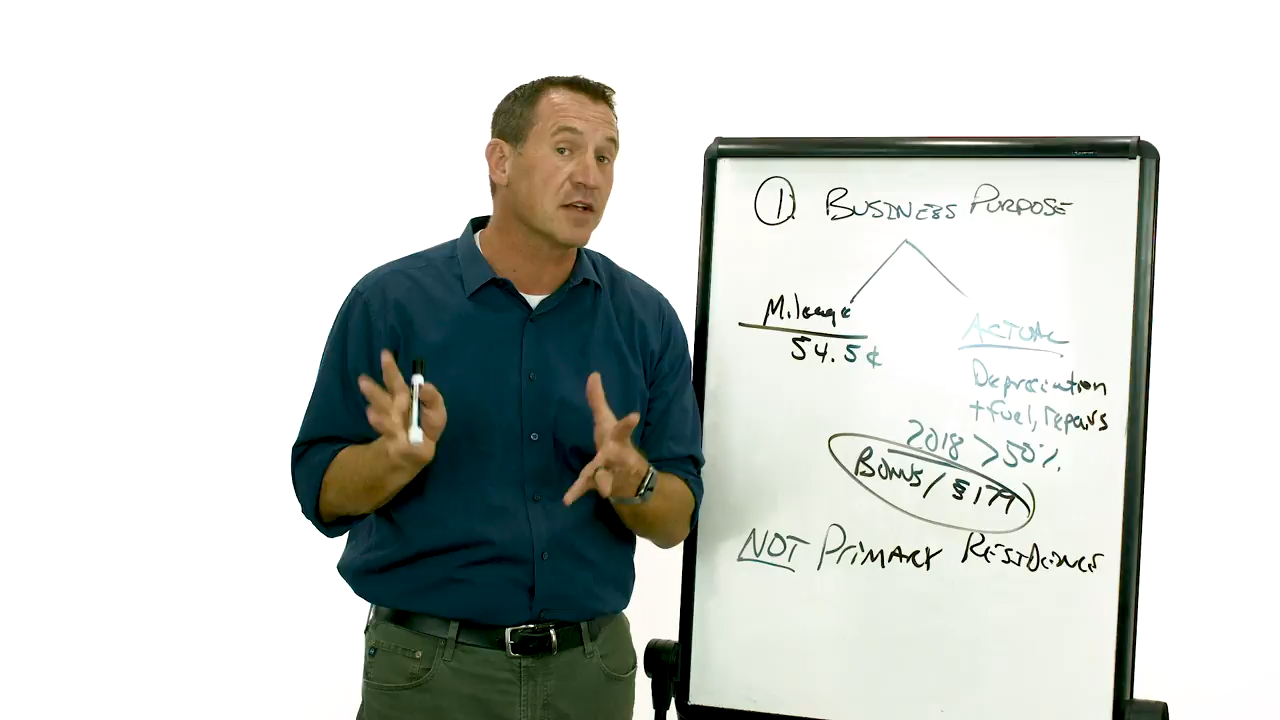 1. BUSINESS PURPOSE
Mileage
54.5¢
ACTUAL
Depreciation
+ fuel, repairs
2018 >50%
BONUS / §179
NOT PRIMARY RESIDENCE